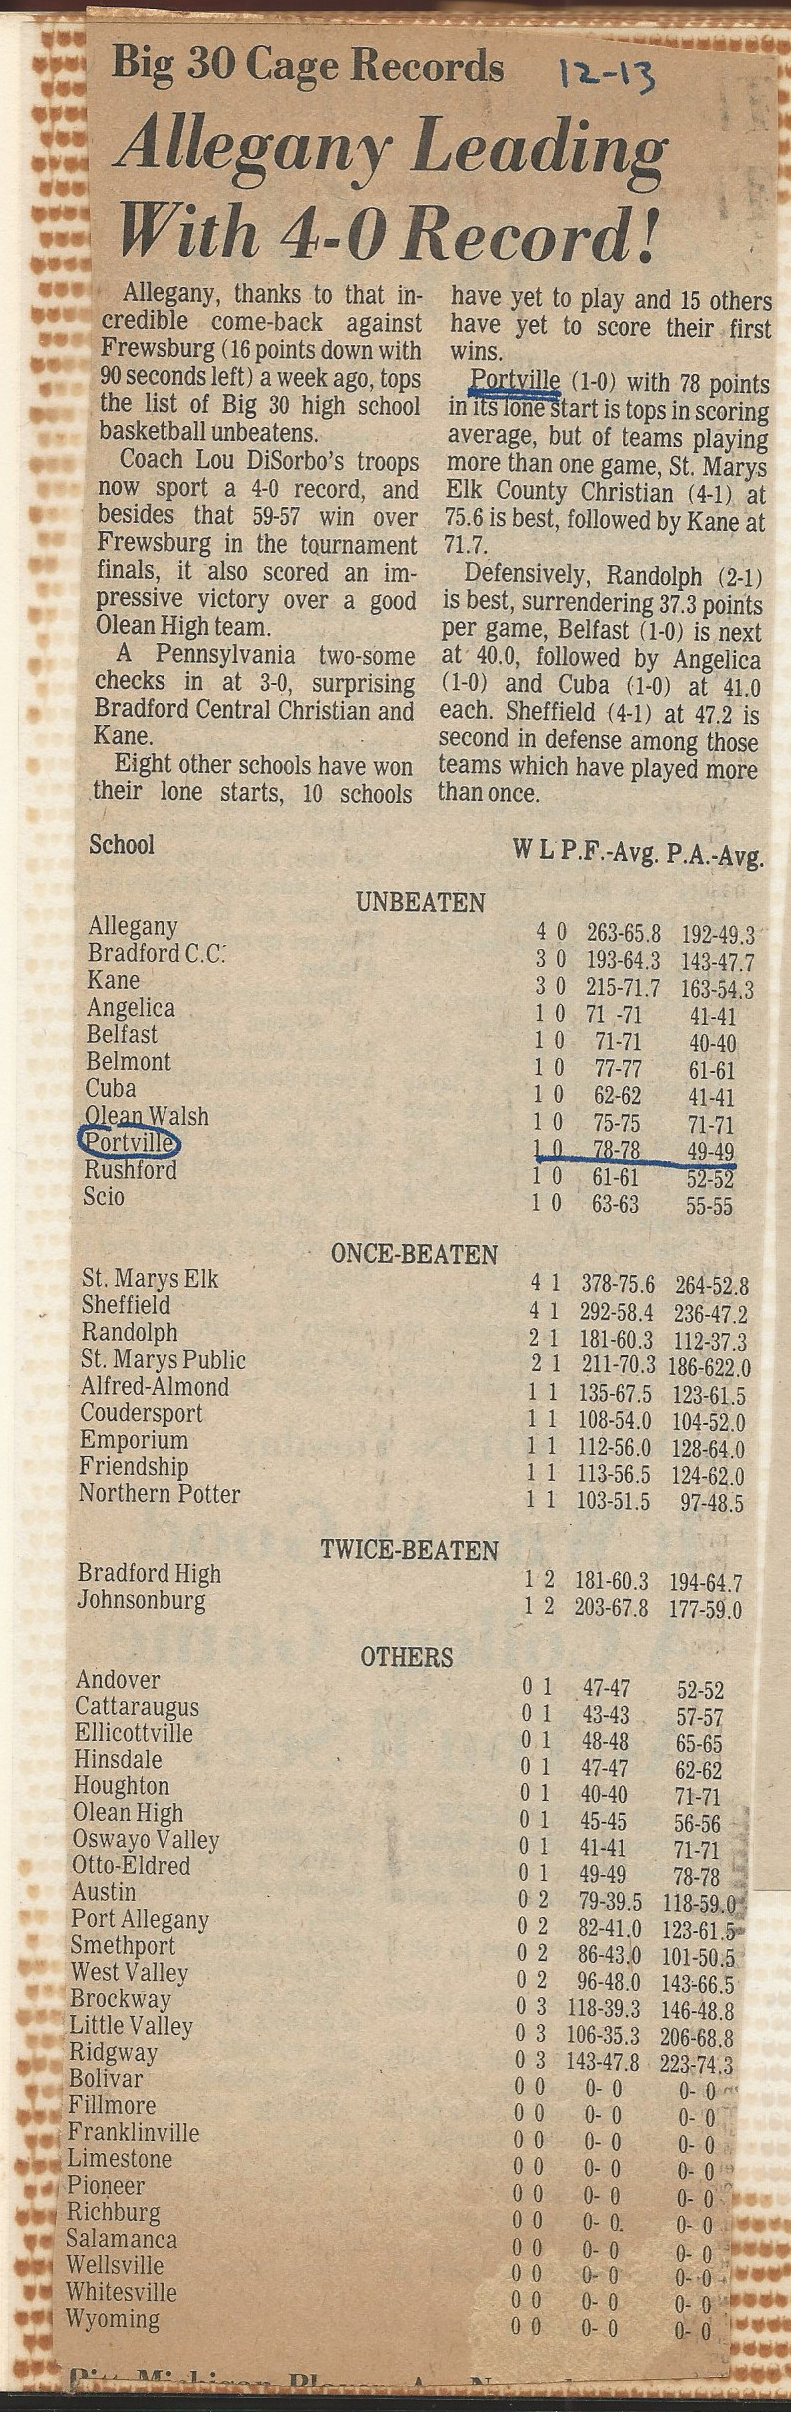 Big 30 Cage Records 12-13
Allegany Leading
With 4-0 Record!
Allegany, thanks to that in-
credible come-back against
Frewsburg (16 points down with
90 seconds left) a week ago, tops
the list of Big 30 high school
basketball unbeatens.
Coach Lou DiSorbo's troops
now sport a 4-0 record, and
besides that 59-57 win over
Frewsburg in the tournament
finals, it also scored an im-
pressive victory over a good
Olean High team.
A Pennsylvania two-some
checks in at 3-0, surprising
Bradford Central Christian and
Kane.
Eight other schools have won
their lone starts, 10 schools
have yet to play and 15 others
have yet to score their first
wins.
Portville (1-0) with 78 points
in its lone start is tops in scoring
average, but of teams playing
more than one game, St. Marys
Elk County Christian (4-1) at
75.6 is best, followed by Kane at
71.7.
Defensively, Randolph (2-1)
is best, surrendering 37.3 points
per game, Belfast (1-0) is next
at 40.0, followed by Angelica
(1-0) and Cuba (1-0) at 41.0
each. Sheffield (4-1) at 47.2 is
second in defense among those
teams which have played more
than once.
School W L P.F.-Avg. P.A.-Avg.
UNBEATEN
Allegany 4 0 263-65.8 192-49.3
Bradford C.C. 3 0 193-64.3 143-47.7
Kane 3 0 215-71.7 163-54.3
Angelica 1 0 71 -71 41-41
Belfast 1 0 71-71 40-40
Belmont 1 0 77-77 61-61
Cuba 1 0 62-62 41-41
Olean Walsh 1 0 75-75 71-71
Portville 1 0 78-78 49-49
Rushford 1 0 61-61 52-52
Scio 1 0 63-63 55-55
ONCE-BEATEN
St. Marys Elk 4 1 378-75.6 264-52.8
Sheffield 4 1 292-58.4 236-47.2
Randolph 2 1 181-60.3 112-37.3
St. Marys Public 2 1 211-70.3 186-622.0
Alfred-Almond 1 1 135-67.5 123-61.5
Coudersport 1 1 108-54.0 104-52.0
Emporium 1 1 112-56.0 128-64.0
Friendship 1 1 113-56.5 124-62.0
Northern Potter 1 1 103-51.5 97-48.5
TWICE-BEATEN
Bradford High 1 2 181-60.3 194-64.7
Johnsonburg 1 2 203-67.8 177-59.0
OTHERS
Andover 0 1 47-47 52-52
Cattaraugus 0 1 43-43 57-57
Ellicottville 0 1 48-48 65-65
Hinsdale 0 1 47-47 62-62
Houghton 0 1 40-40 71-71
Olean High 0 1 45-45 56-56
Oswayo Valley 0 1 41-41 71-71
Otto-Eldred 0 1 49-49 78-78
Austin 0 2 79-39.5 118-59.0
Port Allegany 0 2 82-41.0 123-61.5
Smethport 0 2 86-43.0 101-50.5
West Valley 0 2 96-48.0 143-66.5
Brockway 0 3 118-39.3 146-48.8
Little Valley 0 3 106-35.3 206-68.8
Ridgway 0 3 143-47.8 223-74.3
Bolivar 0 0 0- 0 0- 0
Fillmore 0 0 0- 0 0- 0
Franklinville 0 0 0- 0 0- 0
Limestone 0 0 0- 0 0- 0
Pioneer 0 0 0- 0 0- 0
Richburg 0 0 0- 0. 0- 0
Salamanca 0 0 0- 0 0- 0
Wellsville 0 0 0- 0 0- 0
Whitesville 0 0 0- 0 0- 0
Wyoming 0 0 0- 0 0- 0